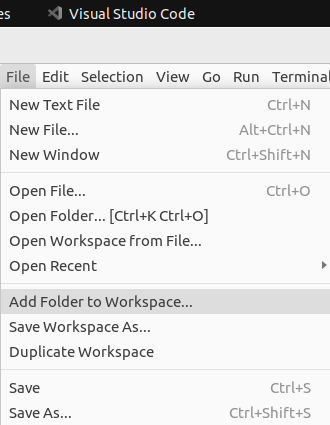 es Visual Studio Code
File Edit Selection View Go Run Terminal
New Text File Ctrl+N
New File... Alt+Ctrl+N
New Window Ctrl+Shift+N
Open File... Ctrl+O
Open Folder... [Ctrl+K Ctrl+O]
Open Workspace from File...
Open Recent
Add Folder to Workspace...
Save Workspace As...
Duplicate Workspace
Save Ctrl+S
Save As... Ctrl+Shift+S